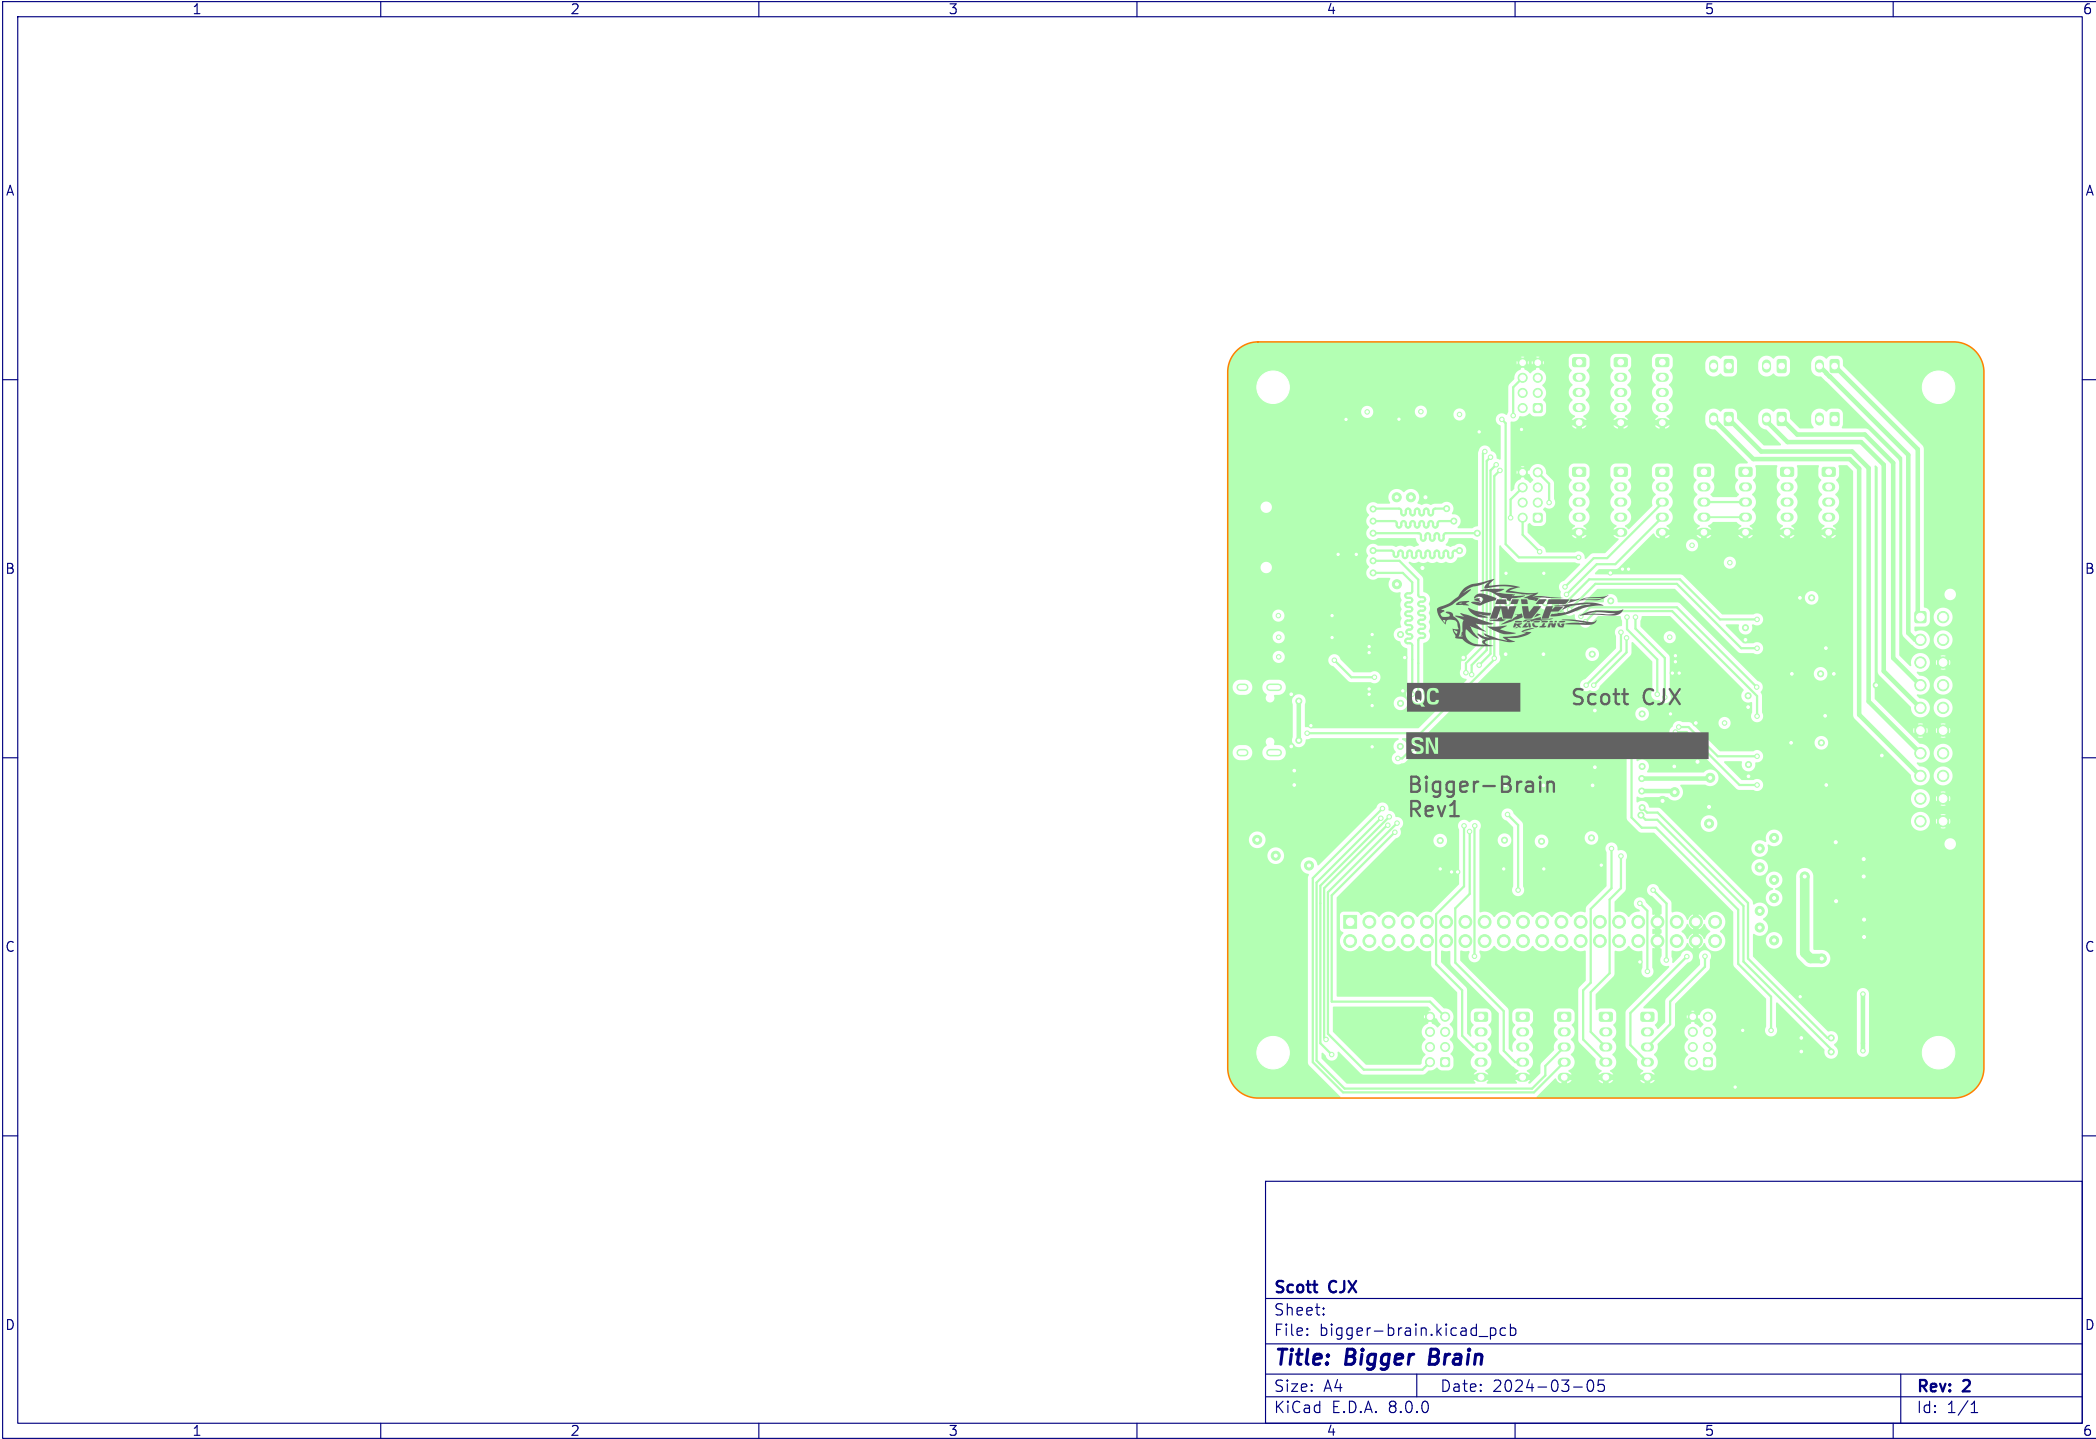 1 2 3 4 5 6
A A
B B
NVF
RACING
QC
Scott CJX
SN
Bigger-Brain
Rev1
C C
Scott CJX
Sheet:
File: bigger-brain.kicad_pcb
D D
Title: Bigger Brain
Size: A4 Date: 2024-03-05 Rev: 2
KiCad E.D.A. 8.0.0 Id: 1/1
1 2 3 4 5 6